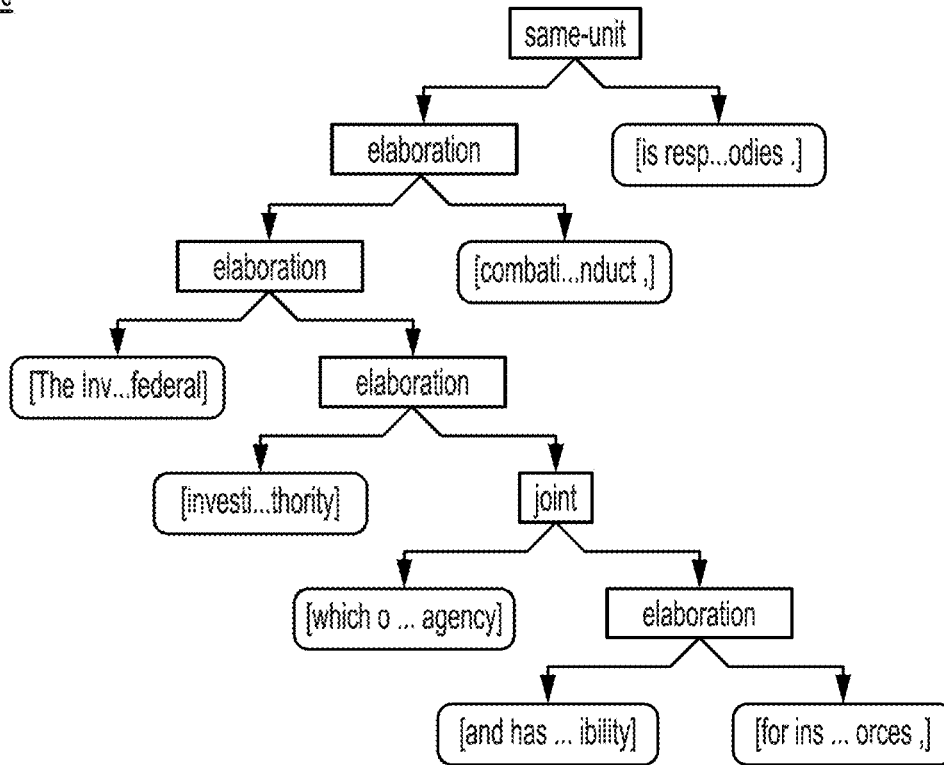 same-unit
elaboration
[is resp...odies .]
elaboration
[combati...nduct ,]
[The Inv...federal]
elaboration
[investi...thority]
joint
[which o ... agency]
elaboration
[and has ... ibility]
[for ins ... orces ,]